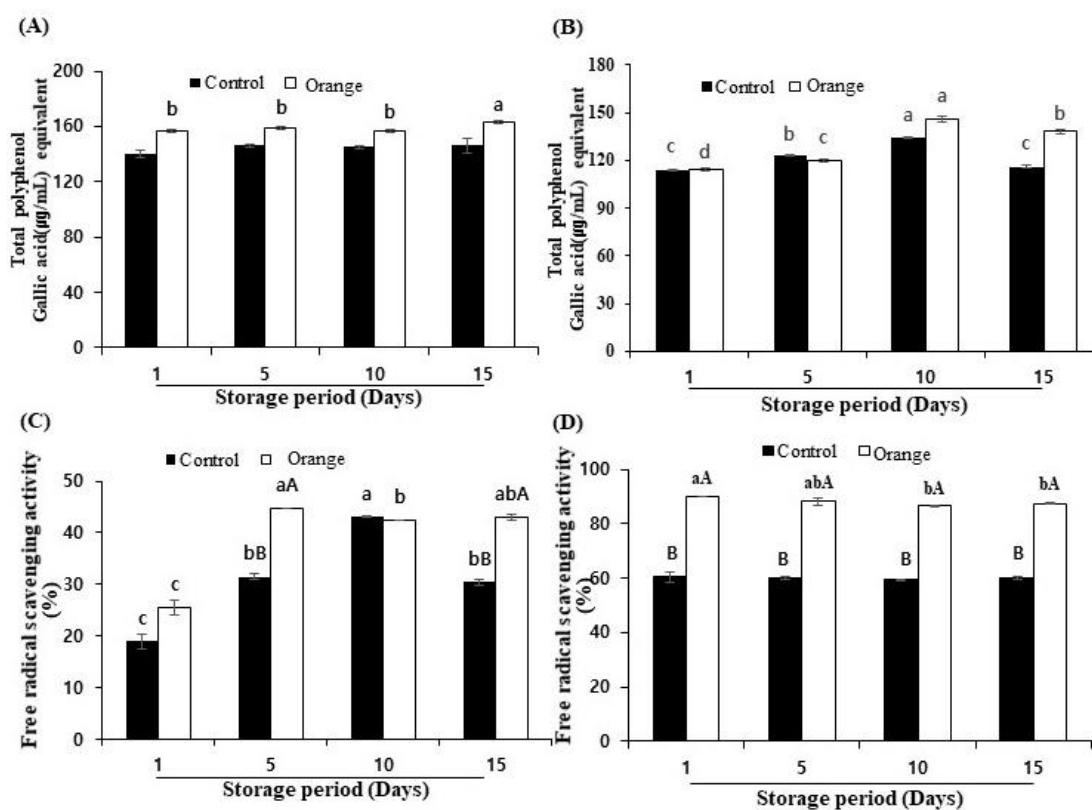 (A)
Total polyphenol
Gallic acid(μg/mL) equivalent
200
160
120
80
40
0
Control Orange
b b b a
1 5 10 15
Storage period (Days)
(B)
Total polyphenol
Gallic acid(μg/mL) equivalent
180
150
120
90
60
30
0
Control Orange
c d b c a a c b
1 5 10 15
Storage period (Days)
(C)
Free radical scavenging activity
(%)
50
40
30
20
10
0
Control Orange
c c bB aA a b bB abA
1 5 10 15
Storage period (Days)
(D)
Free radical scavenging activity
(%)
100
80
60
40
20
0
Control Orange
B aA B abA B bA B bA
1 5 10 15
Storage period (Days)